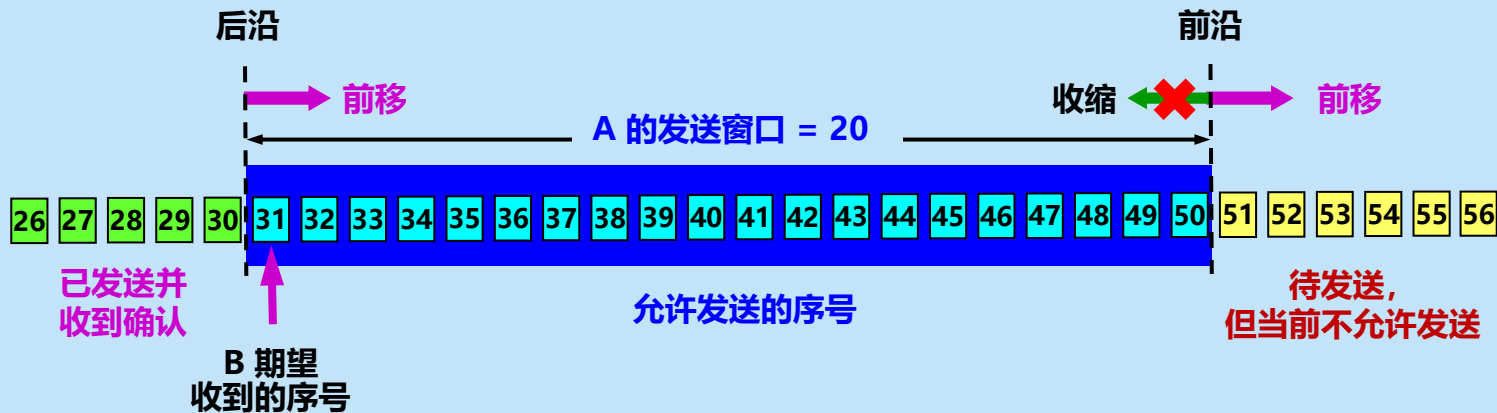 后沿
前沿
前移
收缩
前移
A 的发送窗口 = 20
26 27 28 29 30 31 32 33 34 35 36 37 38 39 40 41 42 43 44 45 46 47 48 49 50 51 52 53 54 55 56
已发送并
收到确认
允许发送的序号
待发送，
但当前不允许发送
B 期望
收到的序号